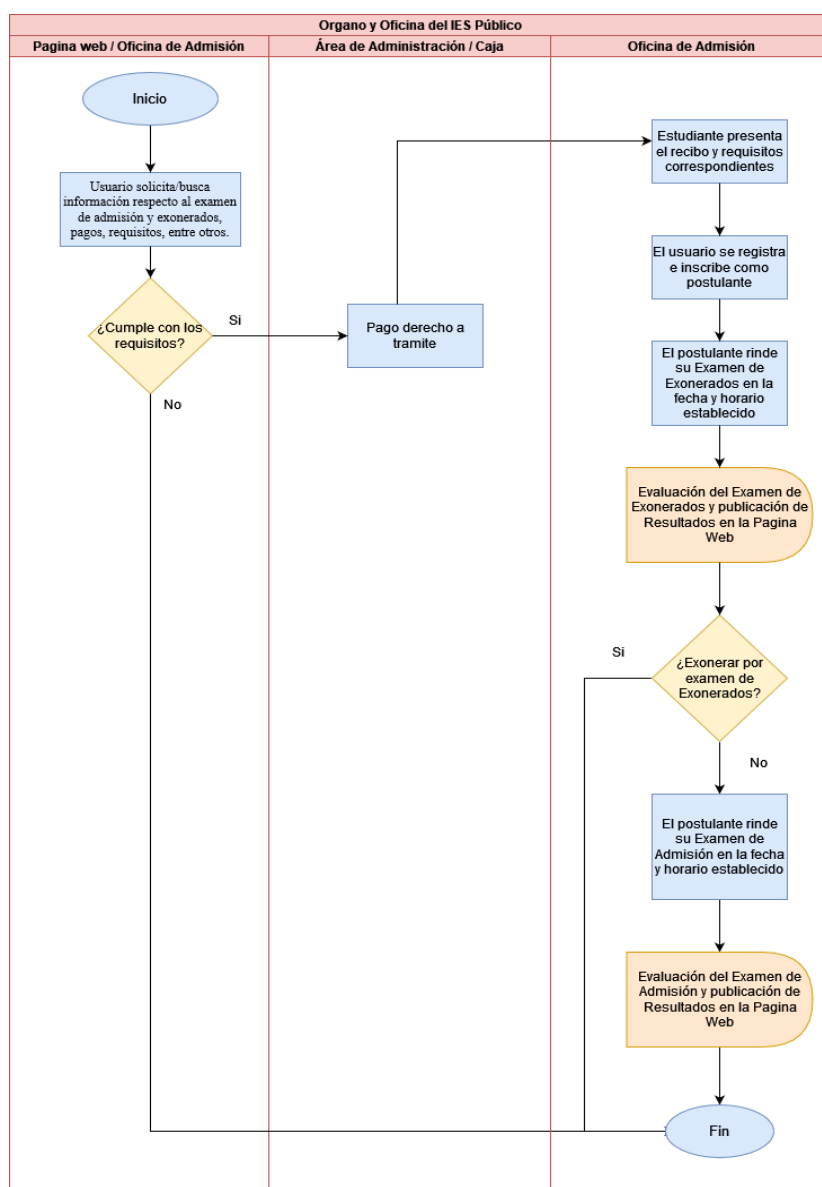 Organo y Oficina del IES Público
Pagina web / Oficina de Admisión
Área de Administración / Caja
Oficina de Admisión
Inicio
Usuario solicita/busca
información respecto al examen
de admisión y exonerados,
pagos, requisitos, entre otros.
¿Cumple con los
requisitos?
Si
No
Pago derecho a
tramite
Estudiante presenta
el recibo y requisitos
correspondientes
El usuario se registra
e inscribe como
postulante
El postulante rinde
su Examen de
Exonerados en la
fecha y horario
establecido
Evaluación del Examen de
Exonerados y publicación de
Resultados en la Pagina
Web
¿Exonerar por
examen de
Exonerados?
Si
No
El postulante rinde
su Examen de
Admisión en la fecha
y horario establecido
Evaluación del Examen de
Admisión y publicación de
Resultados en la Pagina
Web
Fin